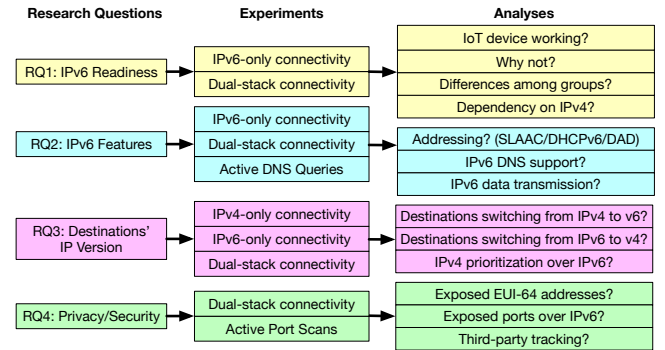 Research Questions
Experiments
Analyses
RQ1: IPv6 Readiness
IPv6-only connectivity
Dual-stack connectivity
IoT device working?
Why not?
Differences among groups?
Dependency on IPv4?
RQ2: IPv6 Features
IPv6-only connectivity
Dual-stack connectivity
Active DNS Queries
Addressing? (SLAAC/DHCPv6/DAD)
IPv6 DNS support?
IPv6 data transmission?
RQ3: Destinations'
IP Version
IPv4-only connectivity
IPv6-only connectivity
Dual-stack connectivity
Destinations switching from IPv4 to v6?
Destinations switching from IPv6 to v4?
IPv4 prioritization over IPv6?
RQ4: Privacy/Security
Dual-stack connectivity
Active Port Scans
Exposed EUI-64 addresses?
Exposed ports over IPv6?
Third-party tracking?